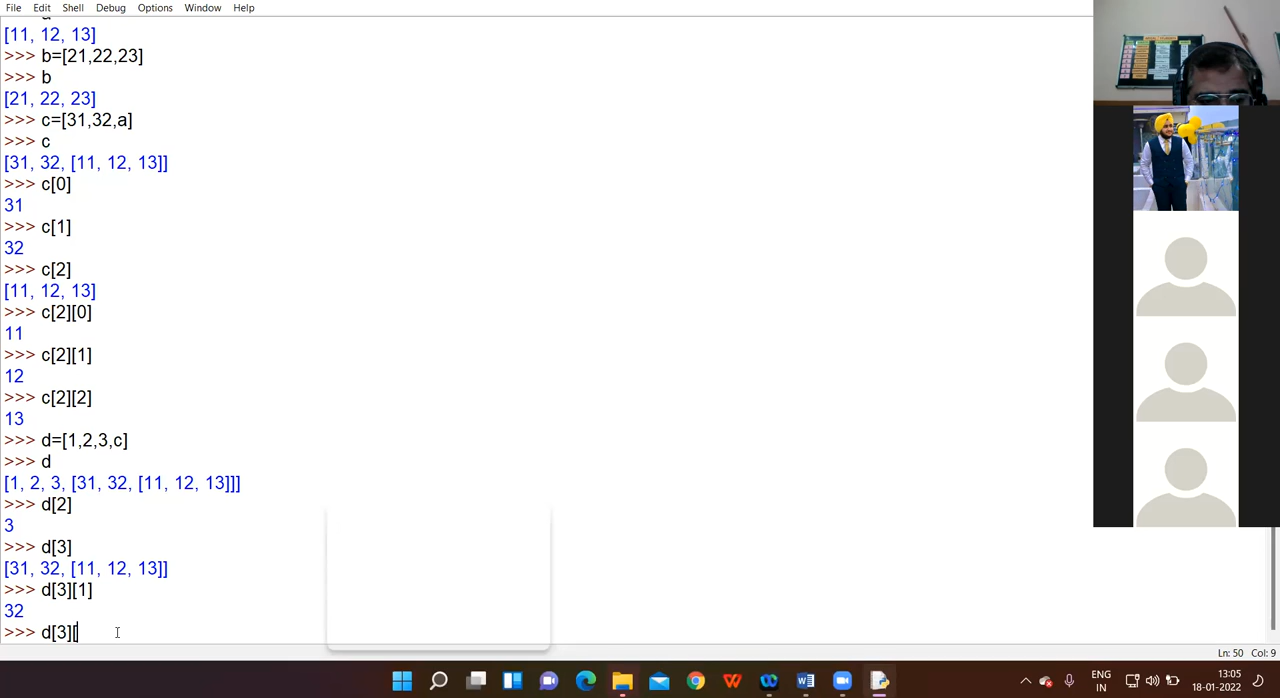 File Edit Shell Debug Options Window Help
[11, 12, 13]
>>> b=[21,22,23]
>>> b
[21, 22, 23]
>>> c=[31,32,a]
>>> c
[31, 32, [11, 12, 13]]
>>> c[0]
31
>>> c[1]
32
>>> c[2]
[11, 12, 13]
>>> c[2][0]
11
>>> c[2][1]
12
>>> c[2][2]
13
>>> d=[1,2,3,c]
>>> d
[1, 2, 3, [31, 32, [11, 12, 13]]]
>>> d[2]
3
>>> d[3]
[31, 32, [11, 12, 13]]
>>> d[3][1]
32
>>> d[3][
Ln: 50 Col: 9
ENG
IN
13:05
18-01-2022